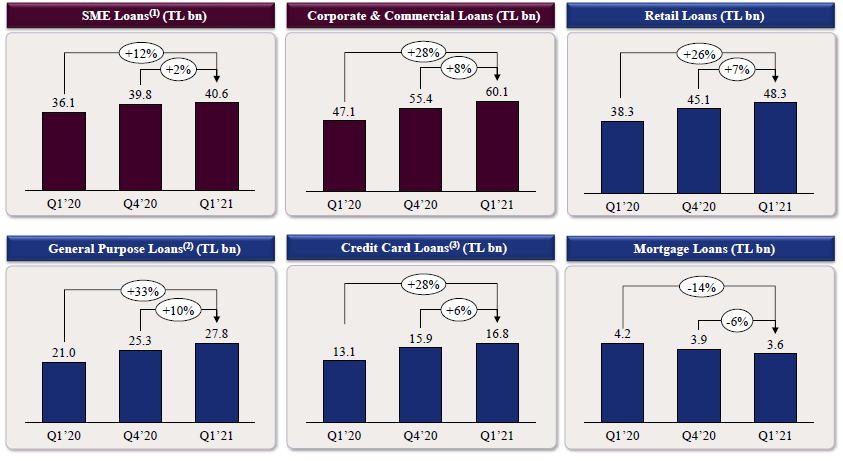 SME Loans(1) (TL bn)
+12%
+2%
36.1
39.8
40.6
Q1’20
Q4’20
Q1’21
Corporate & Commercial Loans (TL bn)
+28%
+8%
47.1
55.4
60.1
Q1’20
Q4’20
Q1’21
Retail Loans (TL bn)
+26%
+7%
38.3
45.1
48.3
Q1’20
Q4’20
Q1’21
General Purpose Loans(2) (TL bn)
+33%
+10%
21.0
25.3
27.8
Q1’20
Q4’20
Q1’21
Credit Card Loans(3) (TL bn)
+28%
+6%
13.1
15.9
16.8
Q1’20
Q4’20
Q1’21
Mortgage Loans (TL bn)
-14%
-6%
4.2
3.9
3.6
Q1’20
Q4’20
Q1’21